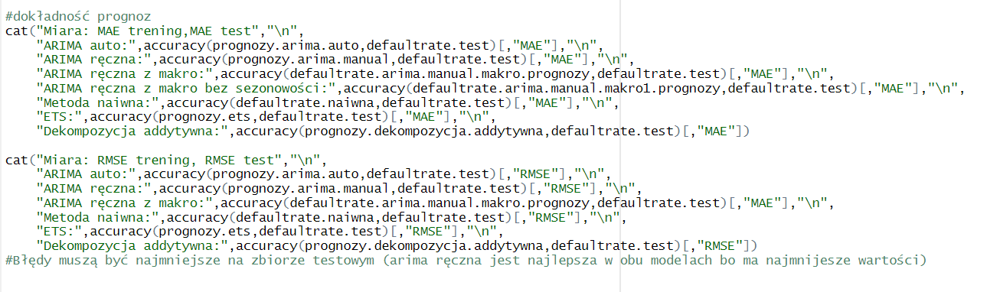 #dokładność prognoz
cat("Miara: MAE trening,MAE test","\n",
"ARIMA auto:",accuracy(prognozy.arima.auto,defaultrate.test)[,"MAE"],"\n",
"ARIMA ręczna:",accuracy(prognozy.arima.manual,defaultrate.test)[,"MAE"],"\n",
"ARIMA ręczna z makro:",accuracy(defaultrate.arima.manual.makro.prognozy,defaultrate.test)[,"MAE"],"\n",
"ARIMA ręczna z makro bez sezonowości:",accuracy(defaultrate.arima.manual.makro1.prognozy,defaultrate.test)[,"MAE"],"\n",
"Metoda naiwna:",accuracy(defaultrate.naiwna,defaultrate.test)[,"MAE"],"\n",
"ETS:",accuracy(prognozy.ets,defaultrate.test)[,"MAE"],"\n",
"Dekompozycja addytywna:",accuracy(prognozy.dekompozycja.addytywna,defaultrate.test)[,"MAE"])
cat("Miara: RMSE trening, RMSE test","\n",
"ARIMA auto:",accuracy(prognozy.arima.auto,defaultrate.test)[,"RMSE"],"\n",
"ARIMA ręczna:",accuracy(prognozy.arima.manual,defaultrate.test)[,"RMSE"],"\n",
"ARIMA ręczna z makro:",accuracy(defaultrate.arima.manual.makro.prognozy,defaultrate.test)[,"MAE"],"\n",
"Metoda naiwna:",accuracy(defaultrate.naiwna,defaultrate.test)[,"RMSE"],"\n",
"ETS:",accuracy(prognozy.ets,defaultrate.test)[,"RMSE"],"\n",
"Dekompozycja addytywna:",accuracy(prognozy.dekompozycja.addytywna,defaultrate.test)[,"RMSE"])
#Błędy muszą być najmniejsze na zbiorze testowym (arima ręczna jest najlepsza w obu modelach bo ma najmnijesze wartości)